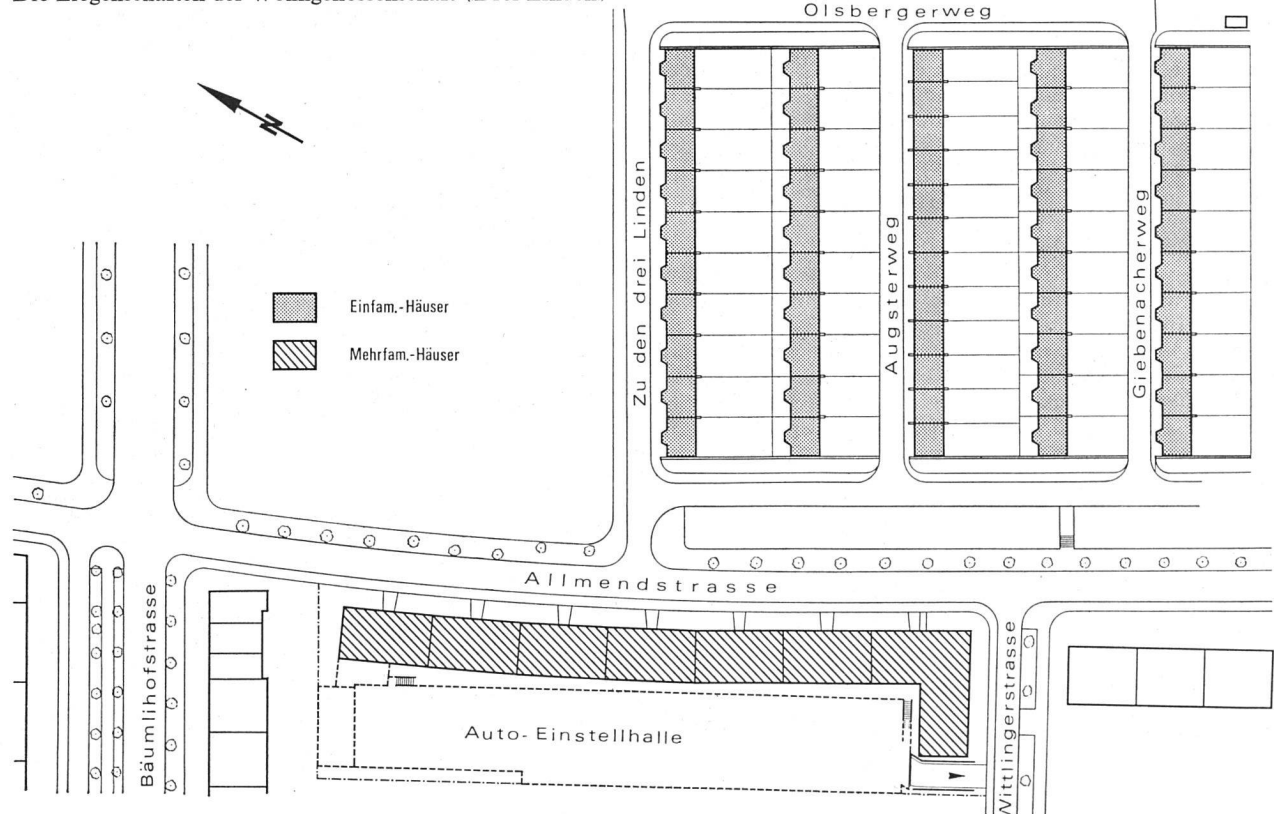 Olsbergerweg
N
Zu den drei Linden
Augsterweg
Giebenacherweg
Einfam.-Häuser
Mehrfam.-Häuser
Allmendstrasse
Bäumlihofstrasse
Wittlingerstrasse
Auto-Einstellhalle